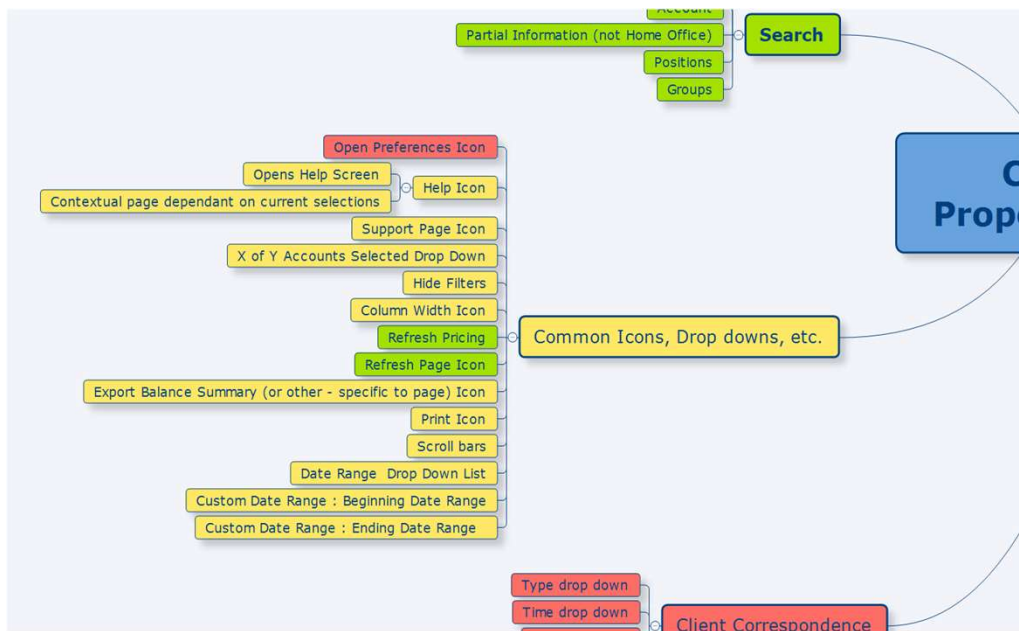 Account
Search
Partial Information (not Home Office)
Positions
Groups
Open Preferences Icon
Opens Help Screen
Help Icon
Contextual page dependant on current selections
Support Page Icon
X of Y Accounts Selected Drop Down
Hide Filters
Column Width Icon
Refresh Pricing
Common Icons, Drop downs, etc.
Refresh Page Icon
Export Balance Summary (or other - specific to page) Icon
Print Icon
Scroll bars
Date Range  Drop Down List
Custom Date Range : Beginning Date Range
Custom Date Range : Ending Date Range
Type drop down
Time drop down
Client Correspondence